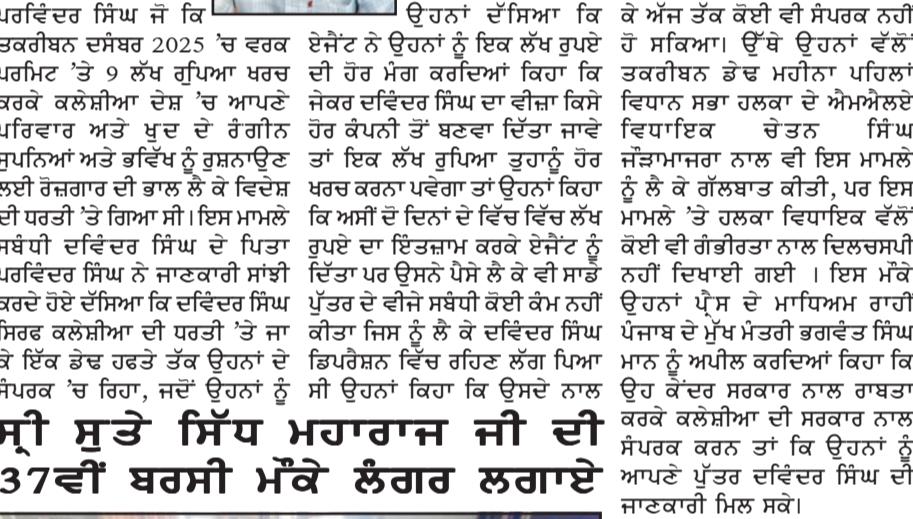 ਪਰਵਿੰਦਰ ਸਿੰਘ ਜੋ ਕਿ
ਤਕਰੀਬਨ ਦਸੰਬਰ 2025 ’ਚ ਵਰਕ
ਪਰਮਿਟ ’ਤੇ 9 ਲੱਖ ਰੁਪਿਆ ਖਰਚ
ਕਰਕੇ ਕਲੇਸ਼ੀਆ ਦੇਸ਼ ’ਚ ਆਪਣੇ
ਪਰਿਵਾਰ ਅਤੇ ਖੁਦ ਦੇ ਰੰਗੀਨ
ਸੁਪਨਿਆਂ ਅਤੇ ਭਵਿੱਖ ਨੂੰ ਰੁਸ਼ਨਾਉਣ
ਲਈ ਰੋਜ਼ਗਾਰ ਦੀ ਭਾਲ ਲੈ ਕੇ ਵਿਦੇਸ਼
ਦੀ ਧਰਤੀ ’ਤੇ ਗਿਆ ਸੀ। ਇਸ ਮਾਮਲੇ
ਸਬੰਧੀ ਦਵਿੰਦਰ ਸਿੰਘ ਦੇ ਪਿਤਾ
ਪਰਵਿੰਦਰ ਸਿੰਘ ਨੇ ਜਾਣਕਾਰੀ ਸਾਂਝੀ
ਕਰਦੇ ਹੋਏ ਦੱਸਿਆ ਕਿ ਦਵਿੰਦਰ ਸਿੰਘ
ਸਿਰਫ ਕਲੇਸ਼ੀਆ ਦੀ ਧਰਤੀ ’ਤੇ ਜਾ
ਕੇ ਇੱਕ ਡੇਢ ਹਫਤੇ ਤੱਕ ਉਹਨਾਂ ਦੇ
ਸੰਪਰਕ ’ਚ ਰਿਹਾ, ਜਦੋਂ ਉਹਨਾਂ ਨੂੰ
ਉਹਨਾਂ ਦੱਸਿਆ ਕਿ
ਏਜੈਂਟ ਨੇ ਉਹਨਾਂ ਨੂੰ ਇਕ ਲੱਖ ਰੁਪਏ
ਦੀ ਹੋਰ ਮੰਗ ਕਰਦਿਆਂ ਕਿਹਾ ਕਿ
ਜੇਕਰ ਦਵਿੰਦਰ ਸਿੰਘ ਦਾ ਵੀਜ਼ਾ ਕਿਸੇ
ਹੋਰ ਕੰਪਨੀ ਤੋਂ ਬਣਵਾ ਦਿੱਤਾ ਜਾਵੇ
ਤਾਂ ਇਕ ਲੱਖ ਰੁਪਿਆ ਤੁਹਾਨੂੰ ਹੋਰ
ਖਰਚ ਕਰਨਾ ਪਵੇਗਾ ਤਾਂ ਉਹਨਾਂ ਕਿਹਾ
ਕਿ ਅਸੀਂ ਦੋ ਦਿਨਾਂ ਦੇ ਵਿੱਚ ਵਿੱਚ ਲੱਖ
ਰੁਪਏ ਦਾ ਇੰਤਜ਼ਾਮ ਕਰਕੇ ਏਜੈਂਟ ਨੂੰ
ਦਿੱਤਾ ਪਰ ਉਸਨੇ ਪੈਸੇ ਲੈ ਕੇ ਵੀ ਸਾਡੇ
ਪੁੱਤਰ ਦੇ ਵੀਜੇ ਸਬੰਧੀ ਕੋਈ ਕੰਮ ਨਹੀਂ
ਕੀਤਾ ਜਿਸ ਨੂੰ ਲੈ ਕੇ ਦਵਿੰਦਰ ਸਿੰਘ
ਡਿਪਰੈਸ਼ਨ ਵਿੱਚ ਰਹਿਣ ਲੱਗ ਪਿਆ
ਸੀ ਉਹਨਾਂ ਕਿਹਾ ਕਿ ਉਸਦੇ ਨਾਲ
ਕੇ ਅੱਜ ਤੱਕ ਕੋਈ ਵੀ ਸੰਪਰਕ ਨਹੀਂ
ਹੋ ਸਕਿਆ। ਉੱਥੇ ਉਹਨਾਂ ਵੱਲੋਂ
ਤਕਰੀਬਨ ਡੇਢ ਮਹੀਨਾ ਪਹਿਲਾਂ
ਵਿਧਾਨ ਸਭਾ ਹਲਕਾ ਦੇ ਐਮਐਲਏ
ਵਿਧਾਇਕ ਚੇਤਨ ਸਿੰਘ
ਜੌੜਾਮਾਜਰਾ ਨਾਲ ਵੀ ਇਸ ਮਾਮਲੇ
ਨੂੰ ਲੈ ਕੇ ਗੱਲਬਾਤ ਕੀਤੀ, ਪਰ ਇਸ
ਮਾਮਲੇ ’ਤੇ ਹਲਕਾ ਵਿਧਾਇਕ ਵੱਲੋਂ
ਕੋਈ ਵੀ ਗੰਭੀਰਤਾ ਨਾਲ ਦਿਲਚਸਪੀ
ਨਹੀਂ ਦਿਖਾਈ ਗਈ । ਇਸ ਮੌਕੇ
ਉਹਨਾਂ ਪ੍ਰੈਸ ਦੇ ਮਾਧਿਅਮ ਰਾਹੀਂ
ਪੰਜਾਬ ਦੇ ਮੁੱਖ ਮੰਤਰੀ ਭਗਵੰਤ ਸਿੰਘ
ਮਾਨ ਨੂੰ ਅਪੀਲ ਕਰਦਿਆਂ ਕਿਹਾ ਕਿ
ਉਹ ਕੇਂਦਰ ਸਰਕਾਰ ਨਾਲ ਰਾਬਤਾ
ਕਰਕੇ ਕਲੇਸ਼ੀਆ ਦੀ ਸਰਕਾਰ ਨਾਲ
ਸੰਪਰਕ ਕਰਨ ਤਾਂ ਕਿ ਉਹਨਾਂ ਨੂੰ
ਆਪਣੇ ਪੁੱਤਰ ਦਵਿੰਦਰ ਸਿੰਘ ਦੀ
ਜਾਣਕਾਰੀ ਮਿਲ ਸਕੇ।
ਸ੍ਰੀ ਸੁਤੇ ਸਿੱਧ ਮਹਾਰਾਜ ਜੀ ਦੀ
37ਵੀਂ ਬਰਸੀ ਮੌਕੇ ਲੰਗਰ ਲਗਾਏ